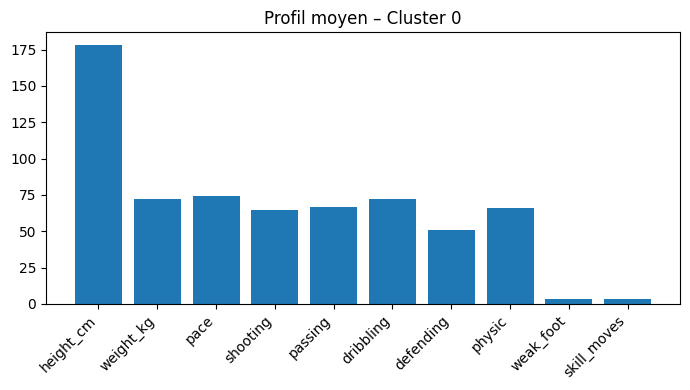 Profil moyen – Cluster 0
175
150
125
100
75
50
25
0
height_cm
weight_kg
pace
shooting
passing
dribbling
defending
physic
weak_foot
skill_moves